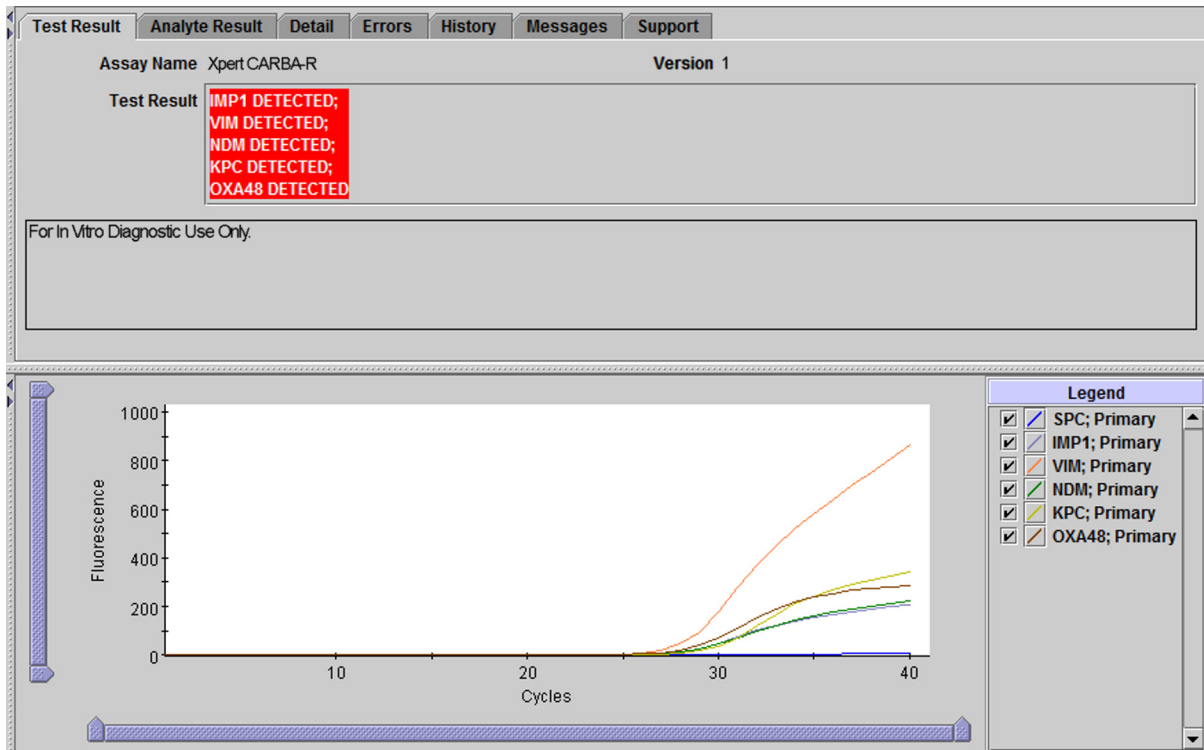 Test Result Analyte Result Detail Errors History Messages Support
Assay Name Xpert CARBA-R Version 1
Test Result IMP1 DETECTED;
VIM DETECTED;
NDM DETECTED;
KPC DETECTED;
OXA48 DETECTED
For In Vitro Diagnostic Use Only.
Legend
SPC; Primary
IMP1; Primary
VIM; Primary
NDM; Primary
KPC; Primary
OXA48; Primary
Fluorescence
1000
800
600
400
200
0
10 20 30 40
Cycles